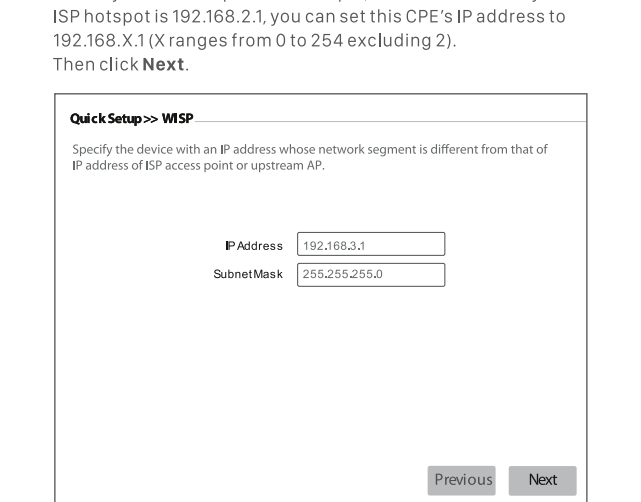 ISP hotspot is 192.168.2.1, you can set this CPE's IP address to
192.168.X.1 (X ranges from 0 to 254 excluding 2).
Then click Next.
Quick Setup>> WISP
Specify the device with an IP address whose network segment is different from that of
IP address of ISP access point or upstream AP.
IP Address 192.168.3.1
Subnet Mask 255.255.255.0
Previous Next